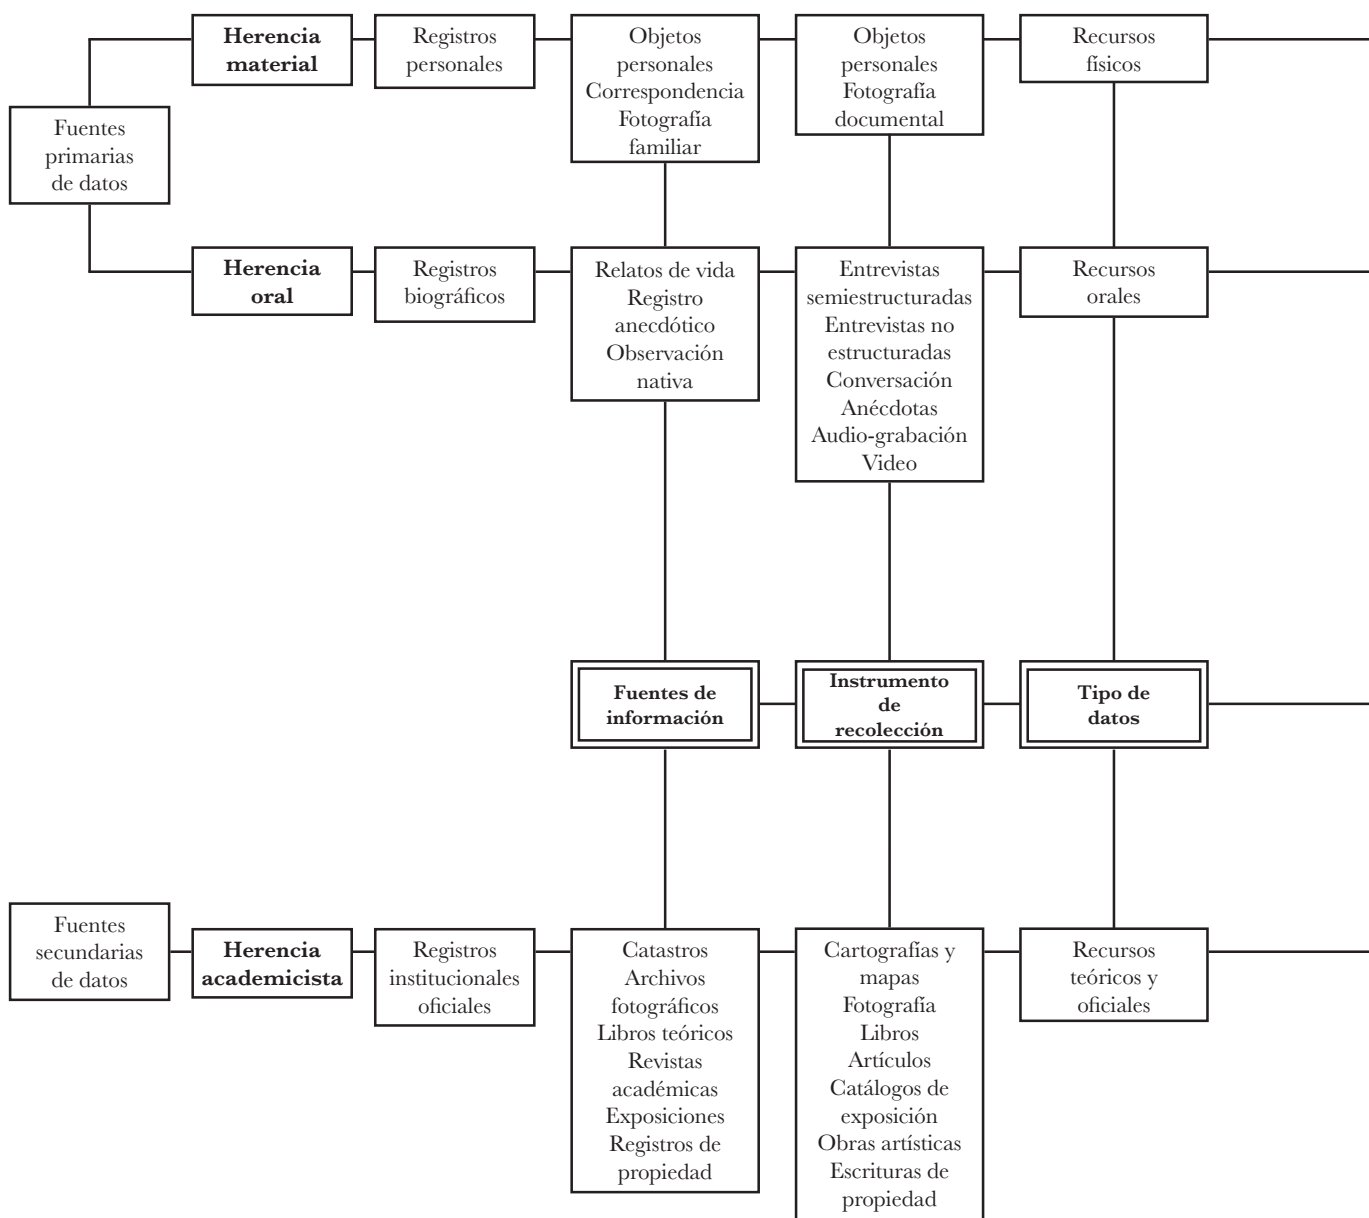 Herencia
material
Registros
personales
Objetos
personales
Correspondencia
Fotografía
familiar
Objetos
personales
Fotografía
documental
Recursos
físicos
Fuentes
primarias
de datos
Herencia
oral
Registros
biográficos
Relatos de vida
Registro
anecdótico
Observación
nativa
Entrevistas
semiestructuradas
Entrevistas no
estructuradas
Conversación
Anécdotas
Audio-grabación
Video
Recursos
orales
Fuentes de
información
Instrumento
de
recolección
Tipo de
datos
Fuentes
secundarias
de datos
Herencia
academicista
Registros
institucionales
oficiales
Catastros
Archivos
fotográficos
Libros teóricos
Revistas
académicas
Exposiciones
Registros de
propiedad
Cartografías y
mapas
Fotografía
Libros
Artículos
Catálogos de
exposición
Obras artísticas
Escrituras de
propiedad
Recursos
teóricos y
oficiales